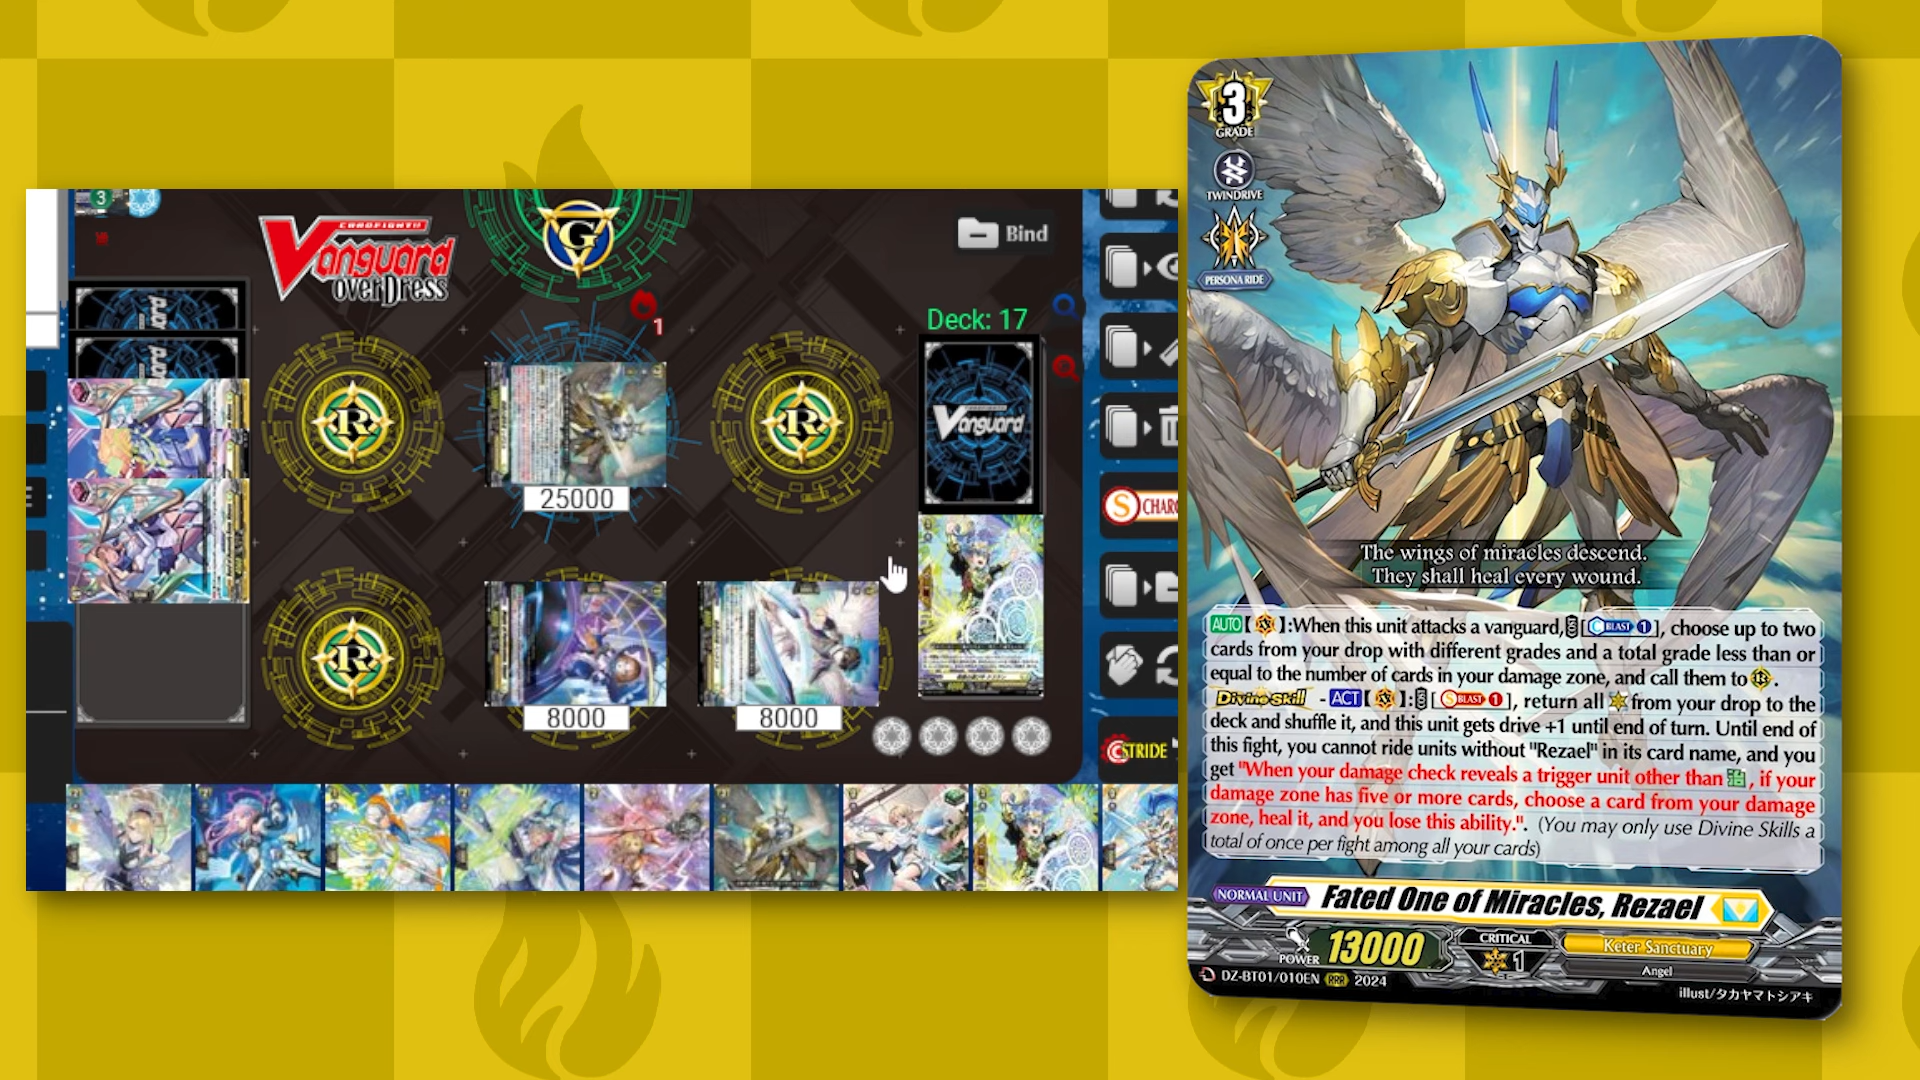 3
CARDFIGHT!!
Vanguard
overDress
G
Bind
1
Deck: 17
R
R
Vanguard
25000
S CHARG
R
8000
8000
STRIDE
3
GRADE
TWINDRIVE
PERSONA RIDE
The wings of miracles descend.
They shall heal every wound.
AUTO【】:When this unit attacks a vanguard, COST [C BLAST 1], choose up to two
cards from your drop with different grades and a total grade less than or
equal to the number of cards in your damage zone, and call them to R.
Divine Skill - ACT【】: COST [S BLAST 1], return all from your drop to the
deck and shuffle it, and this unit gets drive +1 until end of turn. Until end of
this fight, you cannot ride units without "Rezael" in its card name, and you
get "When your damage check reveals a trigger unit other than 治, if your
damage zone has five or more cards, choose a card from your damage
zone, heal it, and you lose this ability.". (You may only use Divine Skills a
total of once per fight among all your cards)
NORMAL UNIT
Fated One of Miracles, Rezael
POWER 13000
CRITICAL
1
Keter Sanctuary
Angel
D DZ-BT01/010EN RRR 2024
illust/タカヤマトシアキ